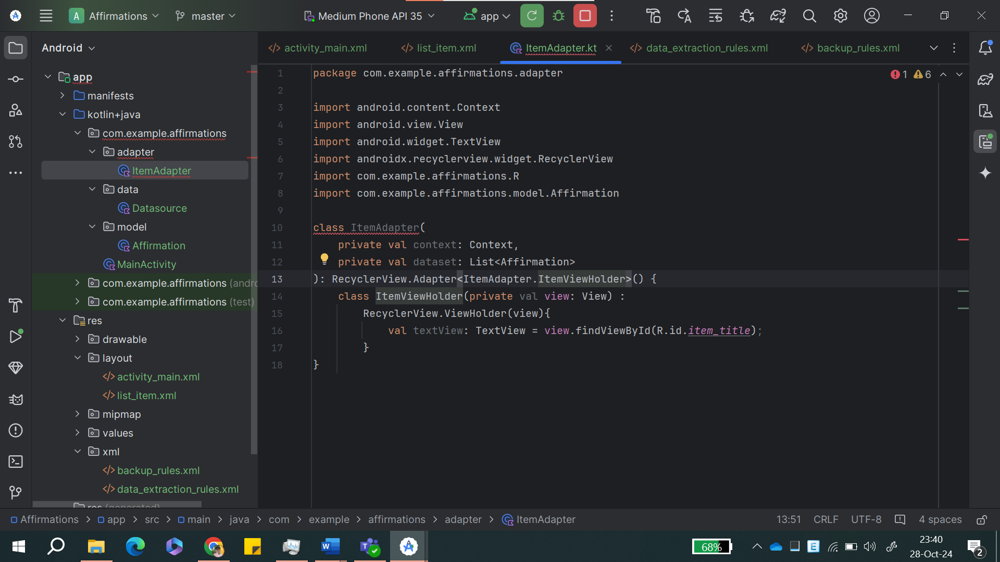 A Affirmations master Medium Phone API 35 app
Android
activity_main.xml list_item.xml ItemAdapter.kt data_extraction_rules.xml backup_rules.xml
app
manifests
kotlin+java
com.example.affirmations
adapter
ItemAdapter
data
Datasource
model
Affirmation
MainActivity
com.example.affirmations (andro
com.example.affirmations (test)
res
drawable
layout
activity_main.xml
list_item.xml
mipmap
values
xml
backup_rules.xml
data_extraction_rules.xml
res (generated)
1 6
1 package com.example.affirmations.adapter
2
3 import android.content.Context
4 import android.view.View
5 import android.widget.TextView
6 import androidx.recyclerview.widget.RecyclerView
7 import com.example.affirmations.R
8 import com.example.affirmations.model.Affirmation
9
10 class ItemAdapter(
11 private val context: Context,
12 private val dataset: List<Affirmation>
13 ): RecyclerView.Adapter<ItemAdapter.ItemViewHolder>() {
14 class ItemViewHolder(private val view: View) :
15 RecyclerView.ViewHolder(view){
16 val textView: TextView = view.findViewById(R.id.item_title);
17 }
18 }
Affirmations > app > src > main > java > com > example > affirmations > adapter > ItemAdapter
13:51 CRLF UTF-8 4 spaces
68%
23:40
28-Oct-24
2